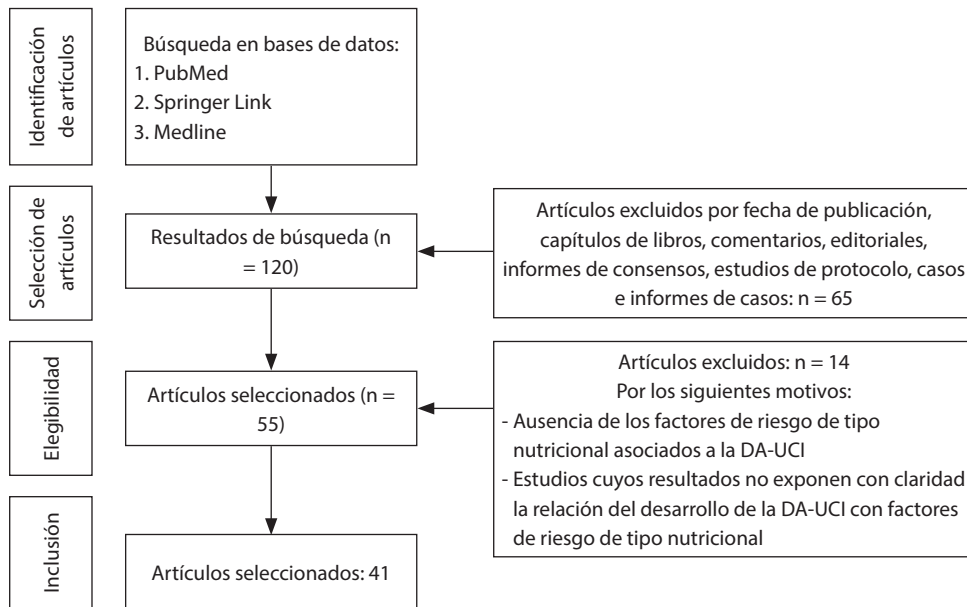 Identificación
de artículos
Búsqueda en bases de datos:
1. PubMed
2. Springer Link
3. Medline
Selección de
artículos
Resultados de búsqueda (n
= 120)
Artículos excluidos por fecha de publicación,
capítulos de libros, comentarios, editoriales,
informes de consensos, estudios de protocolo, casos
e informes de casos: n = 65
Elegibilidad
Artículos seleccionados (n =
55)
Artículos excluidos: n = 14
Por los siguientes motivos:
- Ausencia de los factores de riesgo de tipo
nutricional asociados a la DA-UCI
- Estudios cuyos resultados no exponen con claridad
la relación del desarrollo de la DA-UCI con factores
de riesgo de tipo nutricional
Inclusión
Artículos seleccionados: 41